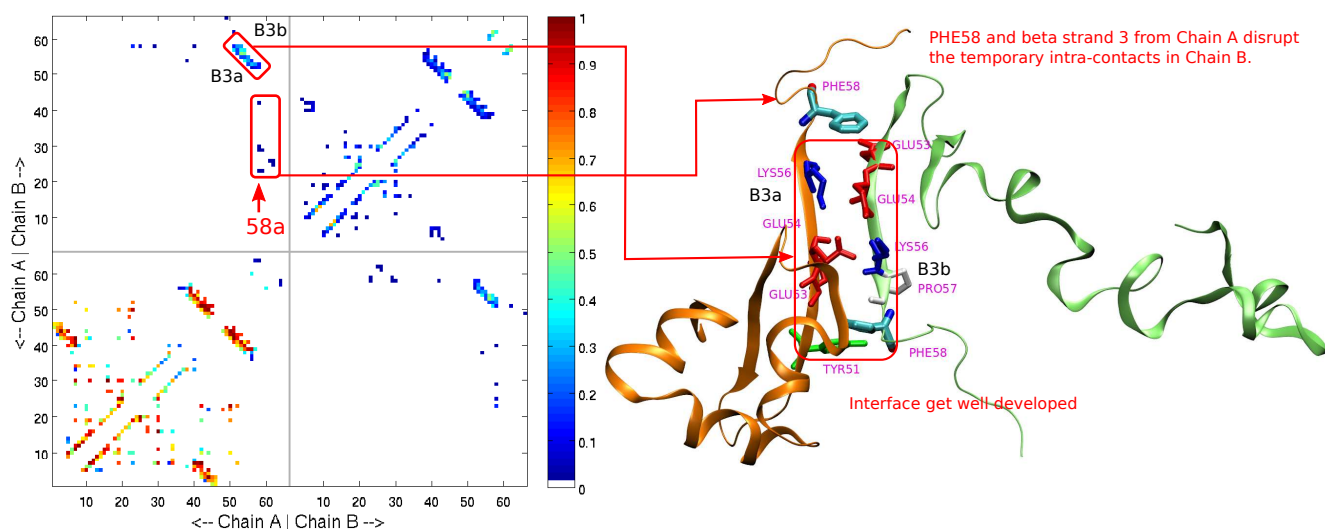 60
50
40
30
20
10
60
50
40
30
20
10
<-- Chain A | Chain B -->
10 20 30 40 50 60 10 20 30 40 50 60
<-- Chain A | Chain B -->
B3b
B3a
58a
1
0.9
0.8
0.7
0.6
0.5
0.4
0.3
0.2
0.1
0
PHE58 and beta strand 3 from Chain A disrupt
the temporary intra-contacts in Chain B.
PHE58
GLU53
LYS56
B3a
GLU54
GLU54
LYS56
B3b
PRO57
GLU53
PHE58
TYR51
Interface get well developed